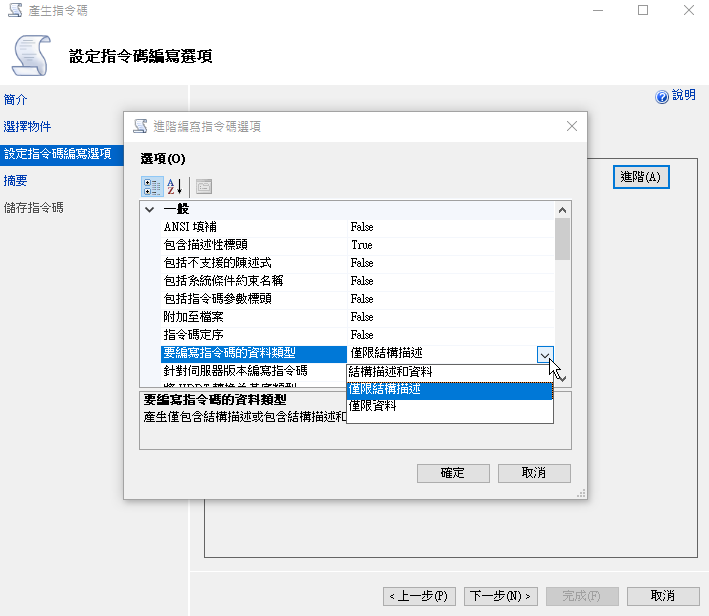 產生指令碼
設定指令碼編寫選項
說明
簡介
選擇物件
設定指令碼編寫選項
摘要
儲存指令碼
進階(A)
進階編寫指令碼選項
選項(O)
一般
ANSI 填補 False
包含描述性標頭 True
包括不支援的陳述式 False
包括系統條件約束名稱 False
包括指令碼參數標頭 False
附加至檔案 False
指令碼定序 False
要編寫指令碼的資料類型 僅限結構描述
針對伺服器版本編寫指令碼
結構描述和資料
僅限結構描述
僅限資料
要編寫指令碼的資料類型
產生僅包含結構描述或包含結構描述和
確定
取消
< 上一步(P)
下一步(N) >
完成(F)
取消